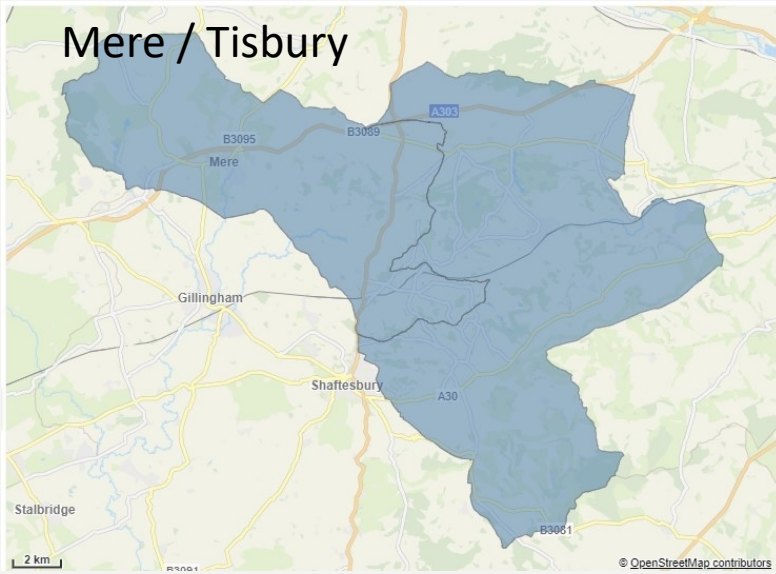 Mere / Tisbury
A303
B3095
B3089
Mere
Gillingham
Shaftesbury
A30
Stalbridge
B3081
B3091
2 km
© OpenStreetMap contributors